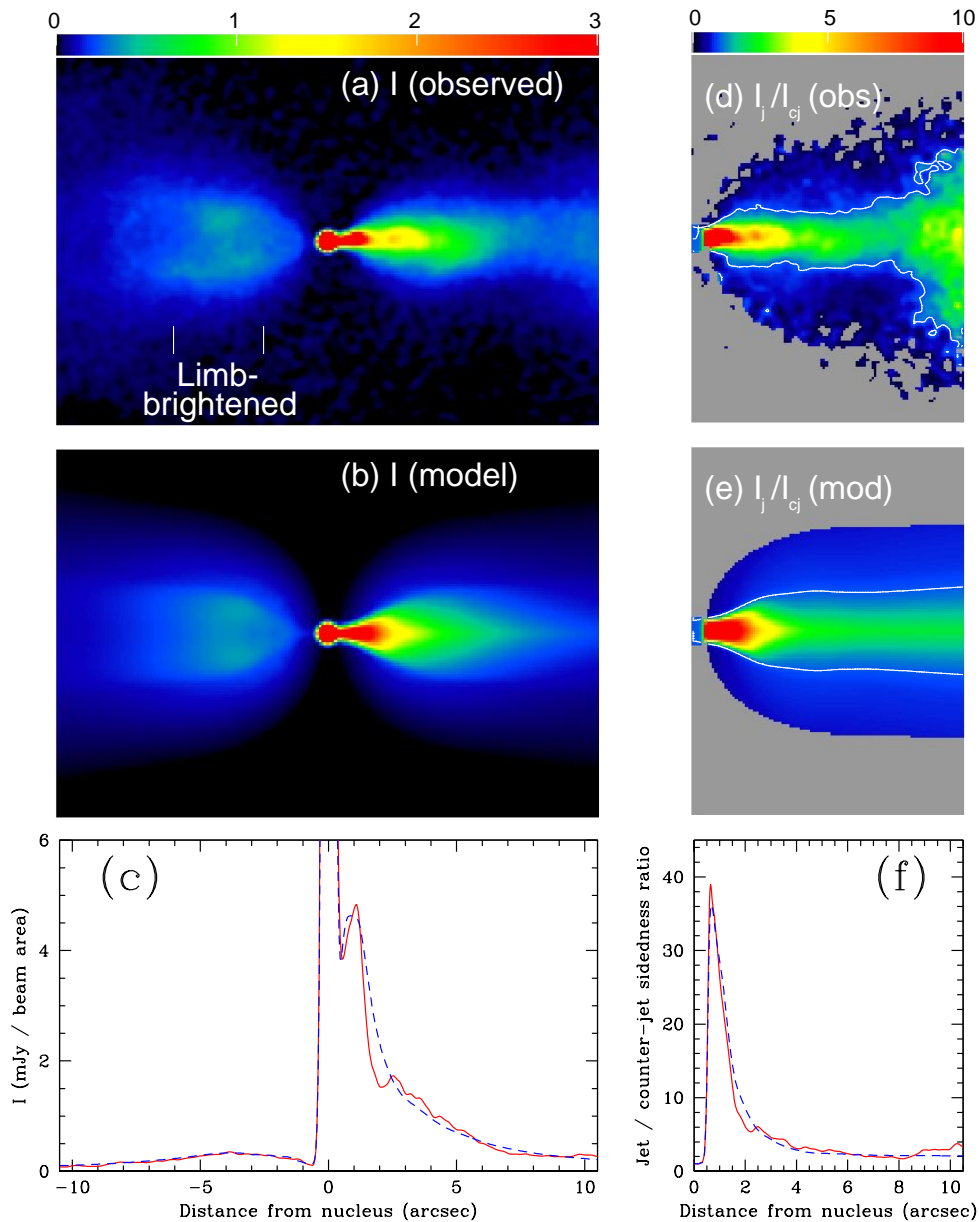 0 1 2 3
0 5 10
(a) I (observed)
(d) I_j /I_cj (obs)
Limb-
brightened
(b) I (model)
(e) I_j /I_cj (mod)
(c)
6
4
2
0
I (mJy / beam area)
−10 −5 0 5 10
Distance from nucleus (arcsec)
(f)
40
30
20
10
0
Jet / counter−jet sidedness ratio
0 2 4 6 8 10
Distance from nucleus (arcsec)